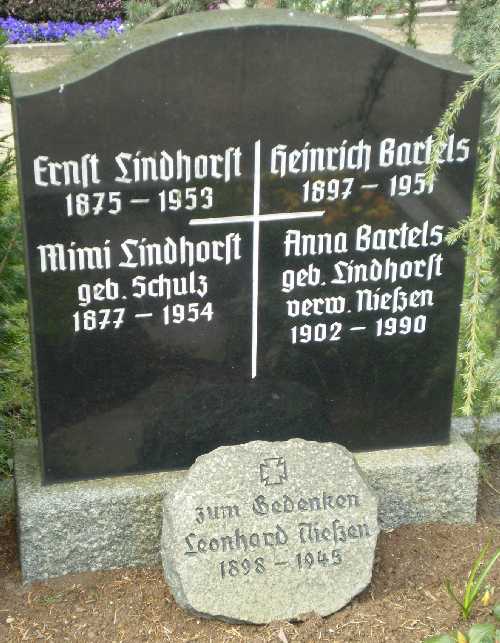 Ernst Lindhorst
1875 - 1953
Mimi Lindhorst
geb. Schulz
1877 - 1954
Heinrich Bartels
1897 - 1951
Anna Bartels
geb. Lindhorst
verw. Nießen
1902 - 1990
zum Gedenken
Leonhard Nießen
1898 - 1945